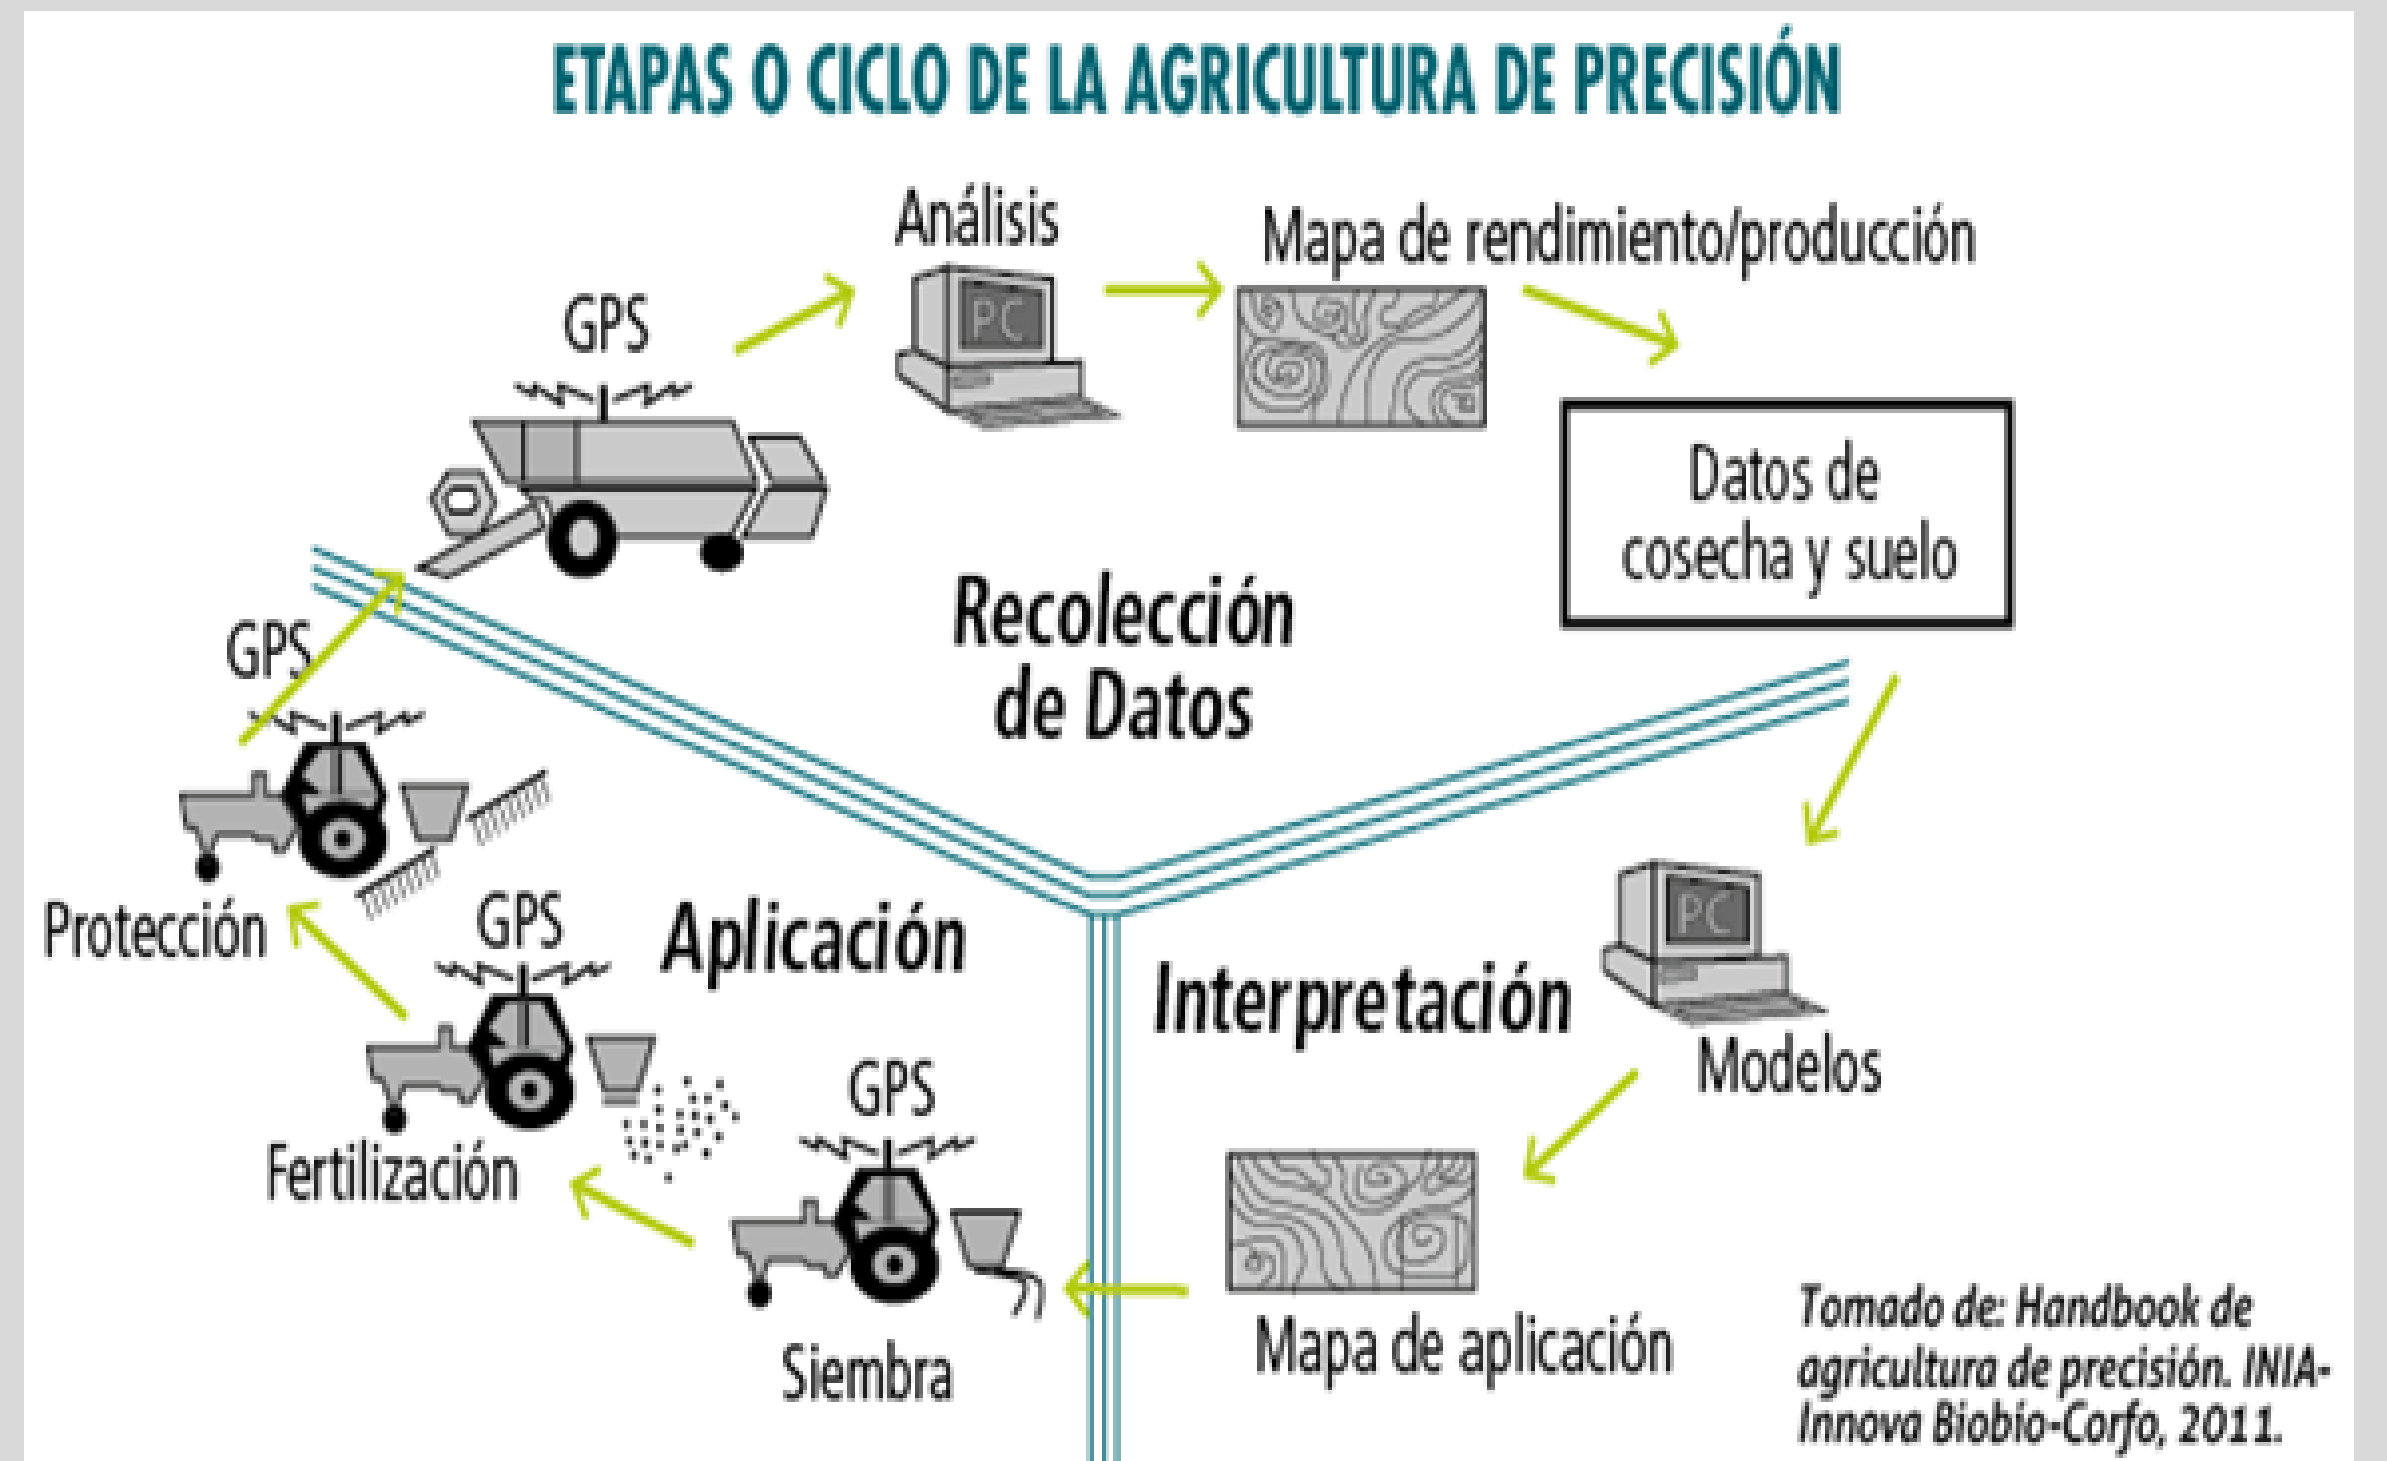 ETAPAS O CICLO DE LA AGRICULTURA DE PRECISIÓN
Análisis
Mapa de rendimiento/producción
GPS
PC
Datos de
cosecha y suelo
Recolección
de Datos
GPS
Protección
GPS
Aplicación
Interpretación
PC
Modelos
Fertilización
GPS
Siembra
Mapa de aplicación
Tomado de: Handbook de
agricultura de precisión. INIA-
Innova Biobío-Corfo, 2011.